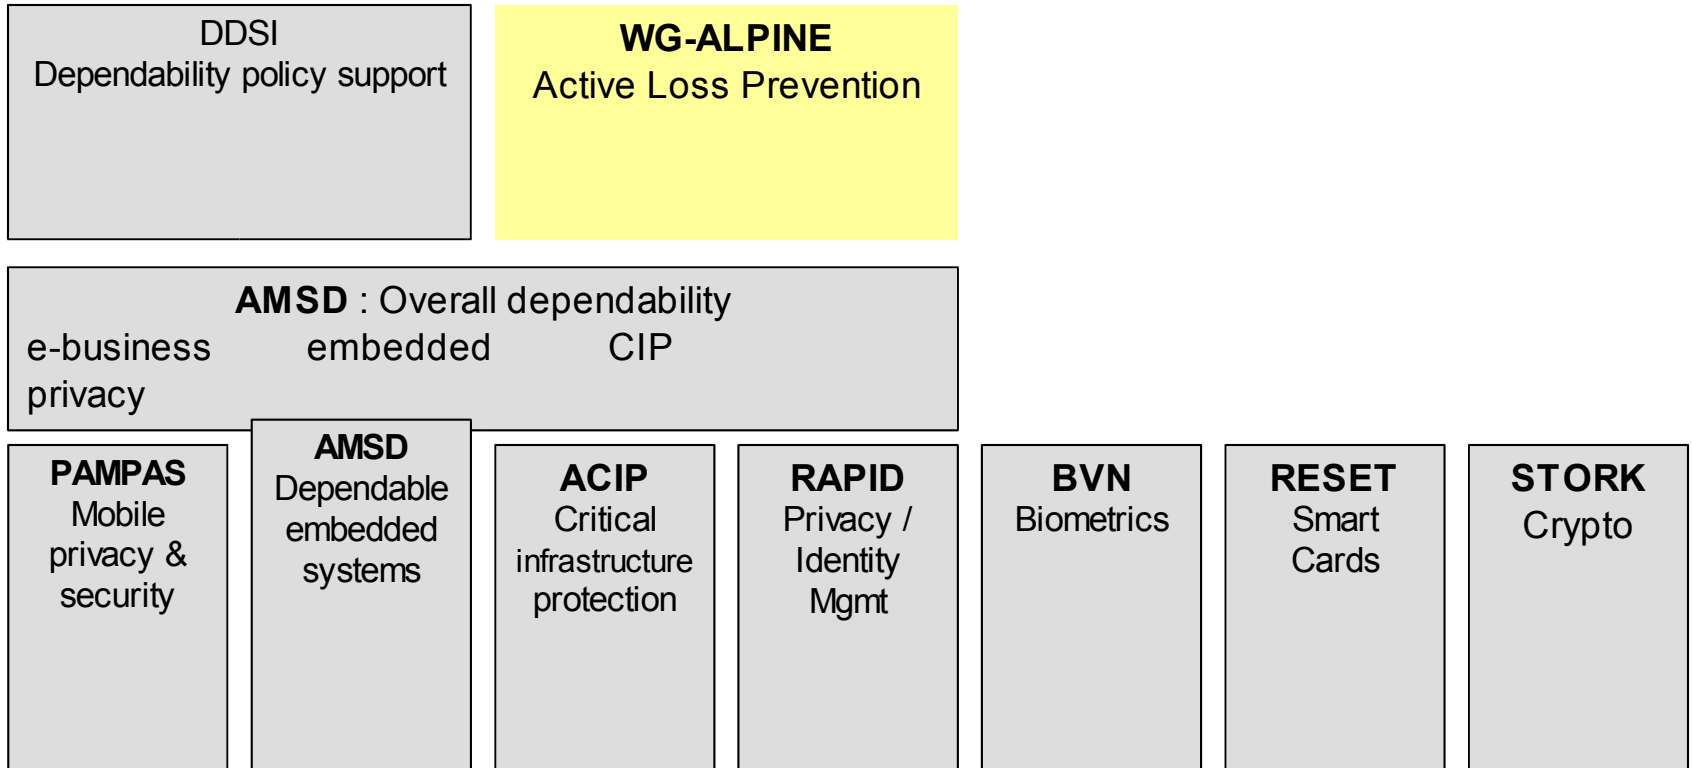 DDSI
Dependability policy support
WG-ALPINE
Active Loss Prevention
AMSD : Overall dependability
e-business embedded CIP
privacy
PAMPAS
Mobile
privacy &
security
AMSD
Dependable
embedded
systems
ACIP
Critical
infrastructure
protection
RAPID
Privacy /
Identity
Mgmt
BVN
Biometrics
RESET
Smart
Cards
STORK
Crypto